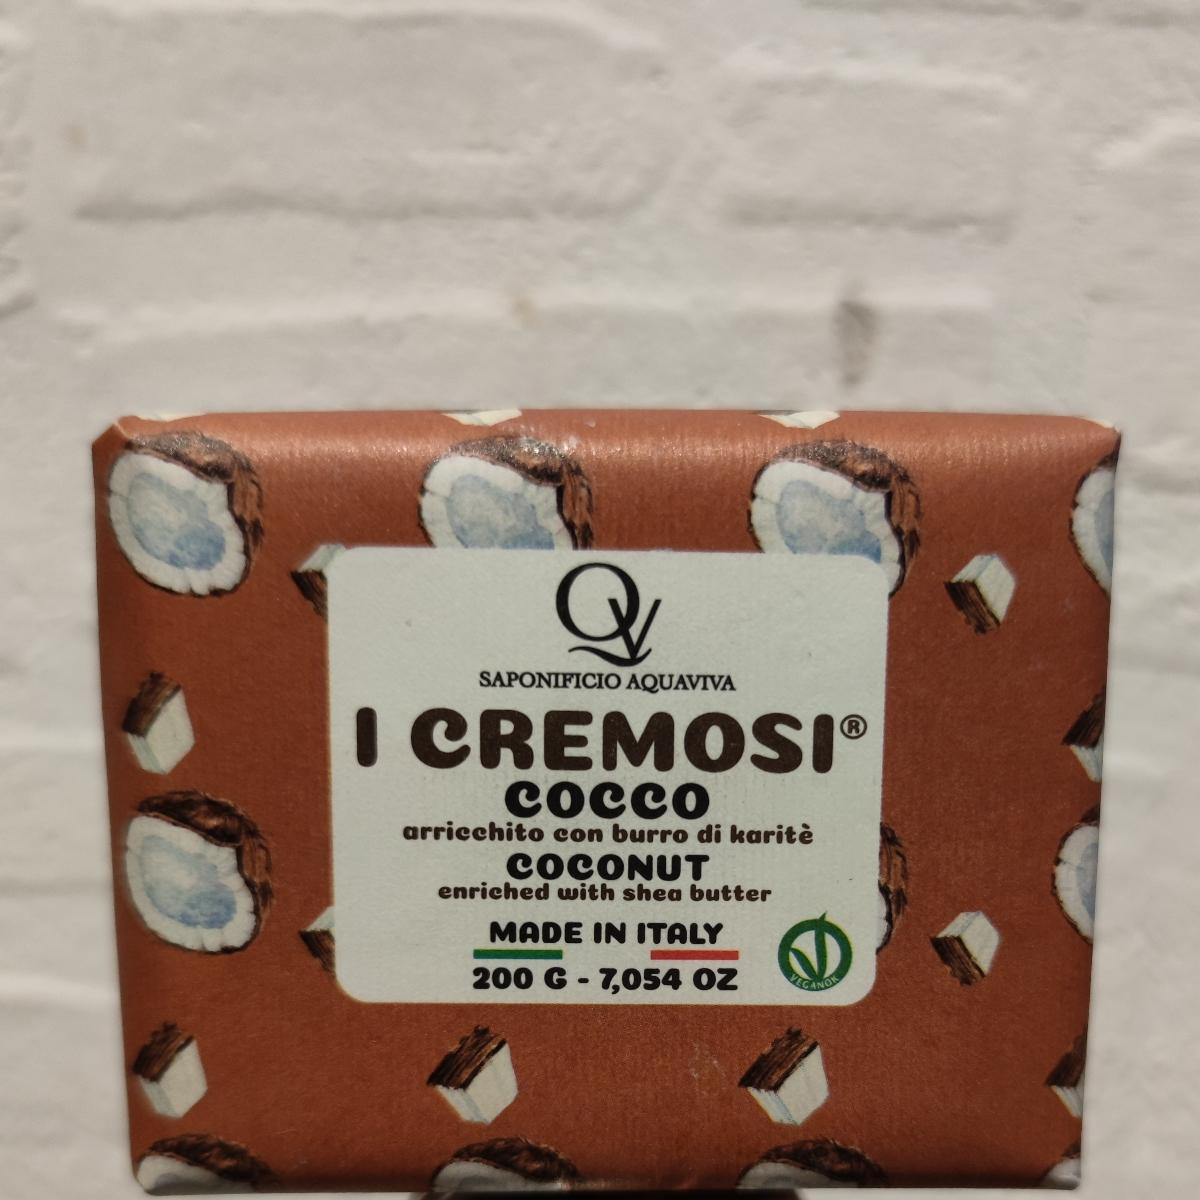 QV
SAPONIFICIO AQUAVIVA
I CREMOSI®
COCCO
arricchito con burro di karitè
COCONUT
enriched with shea butter
MADE IN ITALY
200 G - 7,054 OZ
VEGANOK